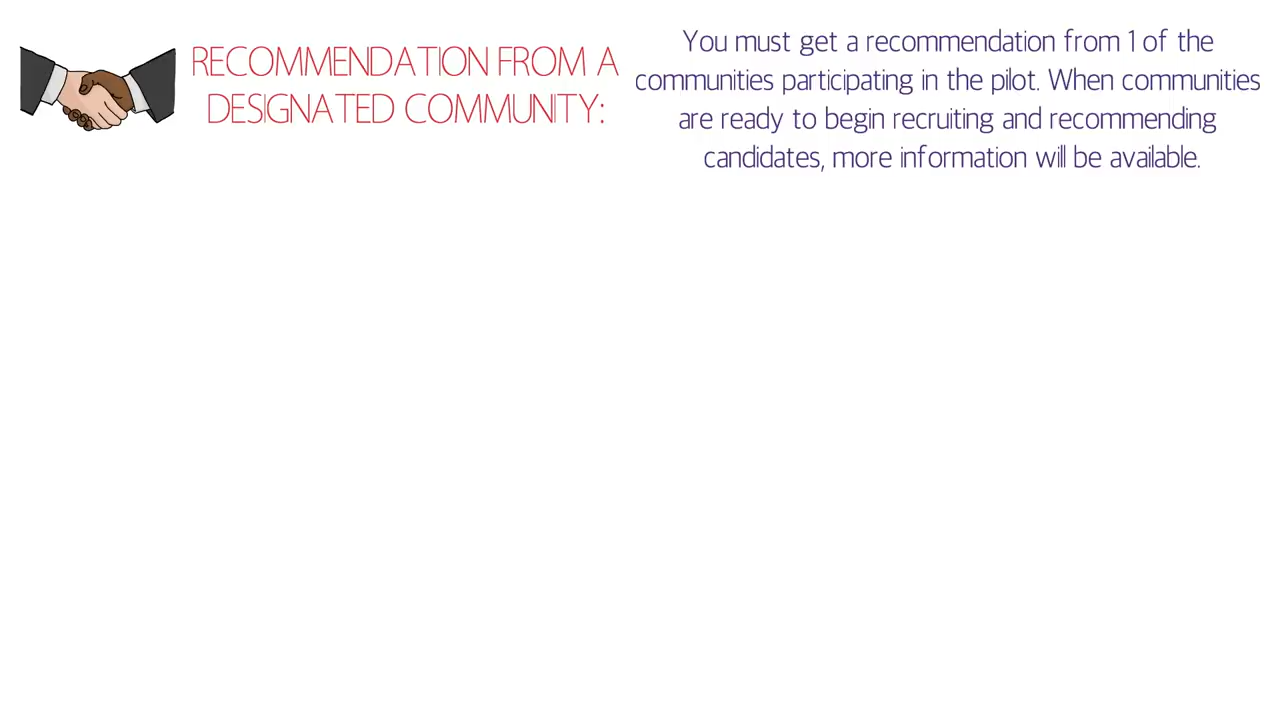 RECOMMENDATION FROM A
DESIGNATED COMMUNITY:
You must get a recommendation from 1 of the
communities participating in the pilot. When communities
are ready to begin recruiting and recommending
candidates, more information will be available.